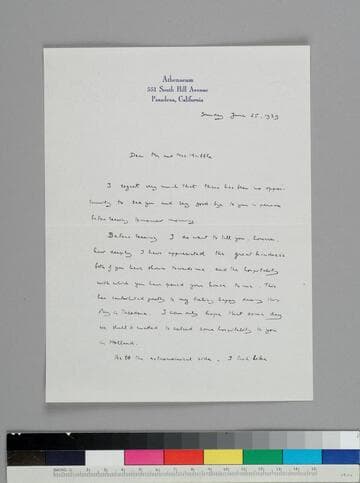 Athenaeum
551 South Hill Avenue
Pasadena, California
Sunday June 25, 1939
Dear Mr and Mrs Hubble
I regret very much that there has been no oppor-
tunity to see you and say good bye to you in person
before leaving tomorrow morning.
Before leaving I do want to tell you, however,
how deeply I have appreciated the great kindness
both of you have shown towards me and the hospitality
with which you have opened your house to me. This
has contributed greatly to my feeling happy during this
stay in Pasadena. I can only hope that some day
we shall be enabled to extend some hospitality to you
in Holland.
As to the astronomical side, I look